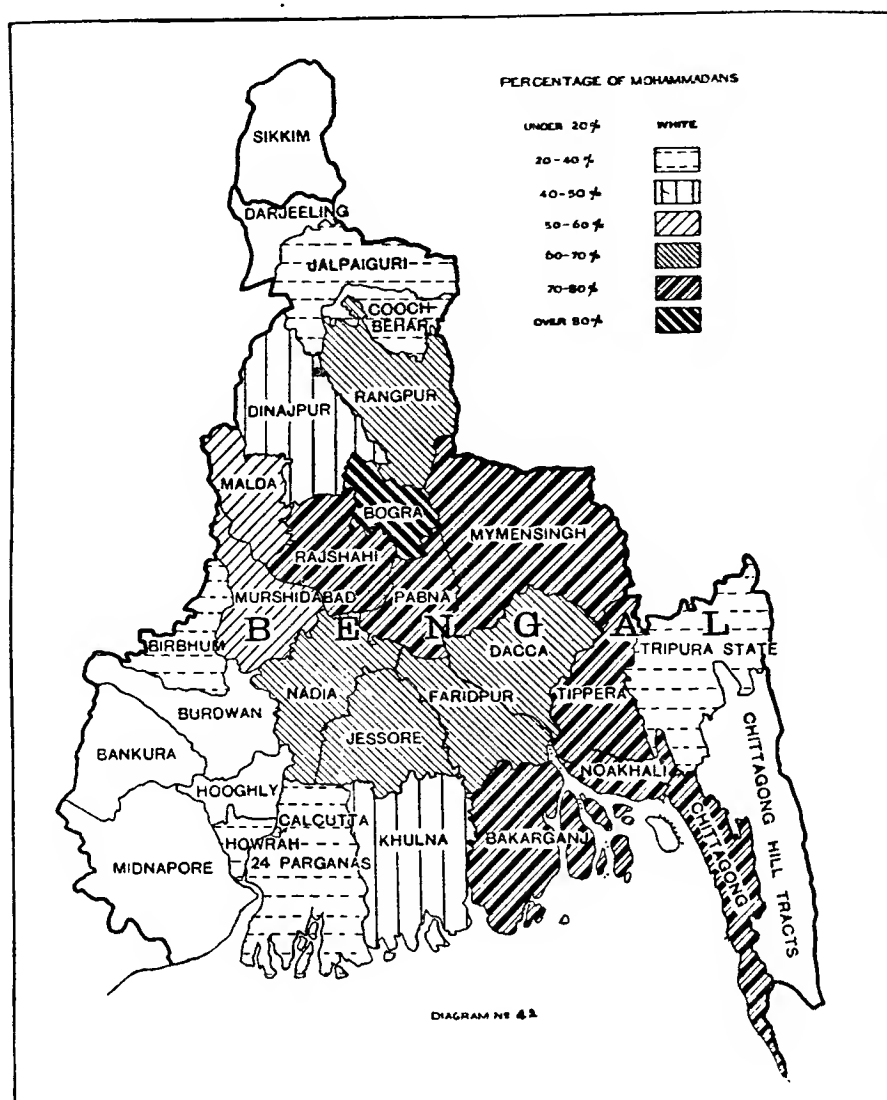 PERCENTAGE OF MOHAMMADANS
UNDER 20% WHITE
20-40%
40-50%
50-60%
60-70%
70-80%
OVER 80%
SIKKIM
DARJEELING
JALPAIGURI
COOCH
BEHAR
RANGPUR
DINAJPUR
MALDA
BOGRA
MYMENSINGH
RAJSHAHI
MURSHIDABAD
PABNA
BENGAL
BIRBHUM
DACCA
TRIPURA STATE
NADIA
FARIDPUR
TIPPERA
BURDWAN
JESSORE
BANKURA
NOAKHALI
HOOGHLY
CALCUTTA
HOWRAH
24 PARGANAS
KHULNA
BAKARGANJ
MIDNAPORE
CHITTAGONG
CHITTAGONG HILL TRACTS
DIAGRAM Nº 42